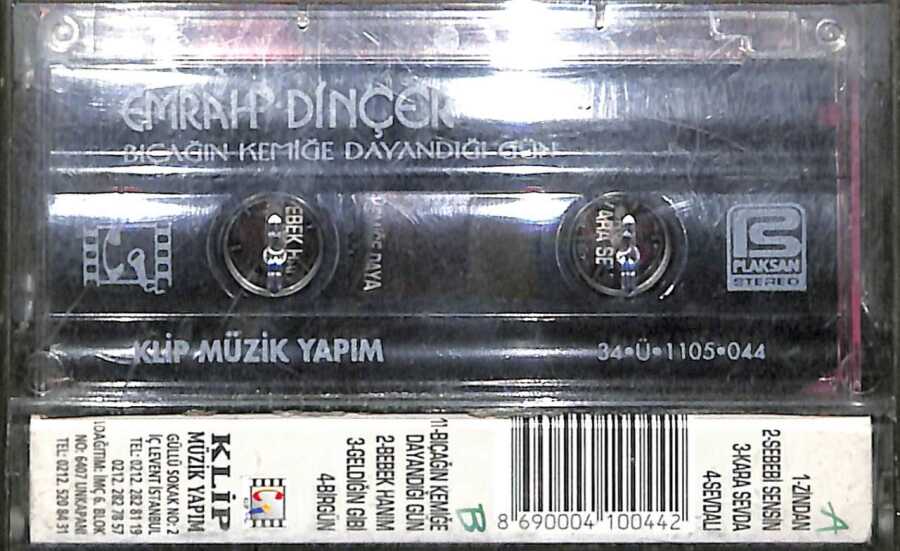 EMRAH DİNÇER
BIÇAĞIN KEMİĞE DAYANDIĞI GÜN
EBEK HA
DAYA
ARA SE
PLAKSAN
STEREO
KLİP MÜZİK YAPIM
34•Ü•1105•044
KLİP
MÜZİK YAPIM
GÜLLÜ SOKAK NO: 2
İÇ LEVENT İSTANBUL
TEL: 0212. 282 81 19
0212. 282 78 57
DAĞITIM: İMÇ 6. BLOK
NO: 6407 UNKAPANI
TEL: 0212. 520 84 31
B
1-BIÇAĞIN KEMİĞE
DAYANDIĞI GÜN
2-BEBEK HANIM
3-GELDİĞİN GİBİ
4-BİRGÜN
8 690004 100442
A
1-ZİNDAN
2-SEBEBİ SENSİN
3-KARA SEVDA
4-SEVDALI